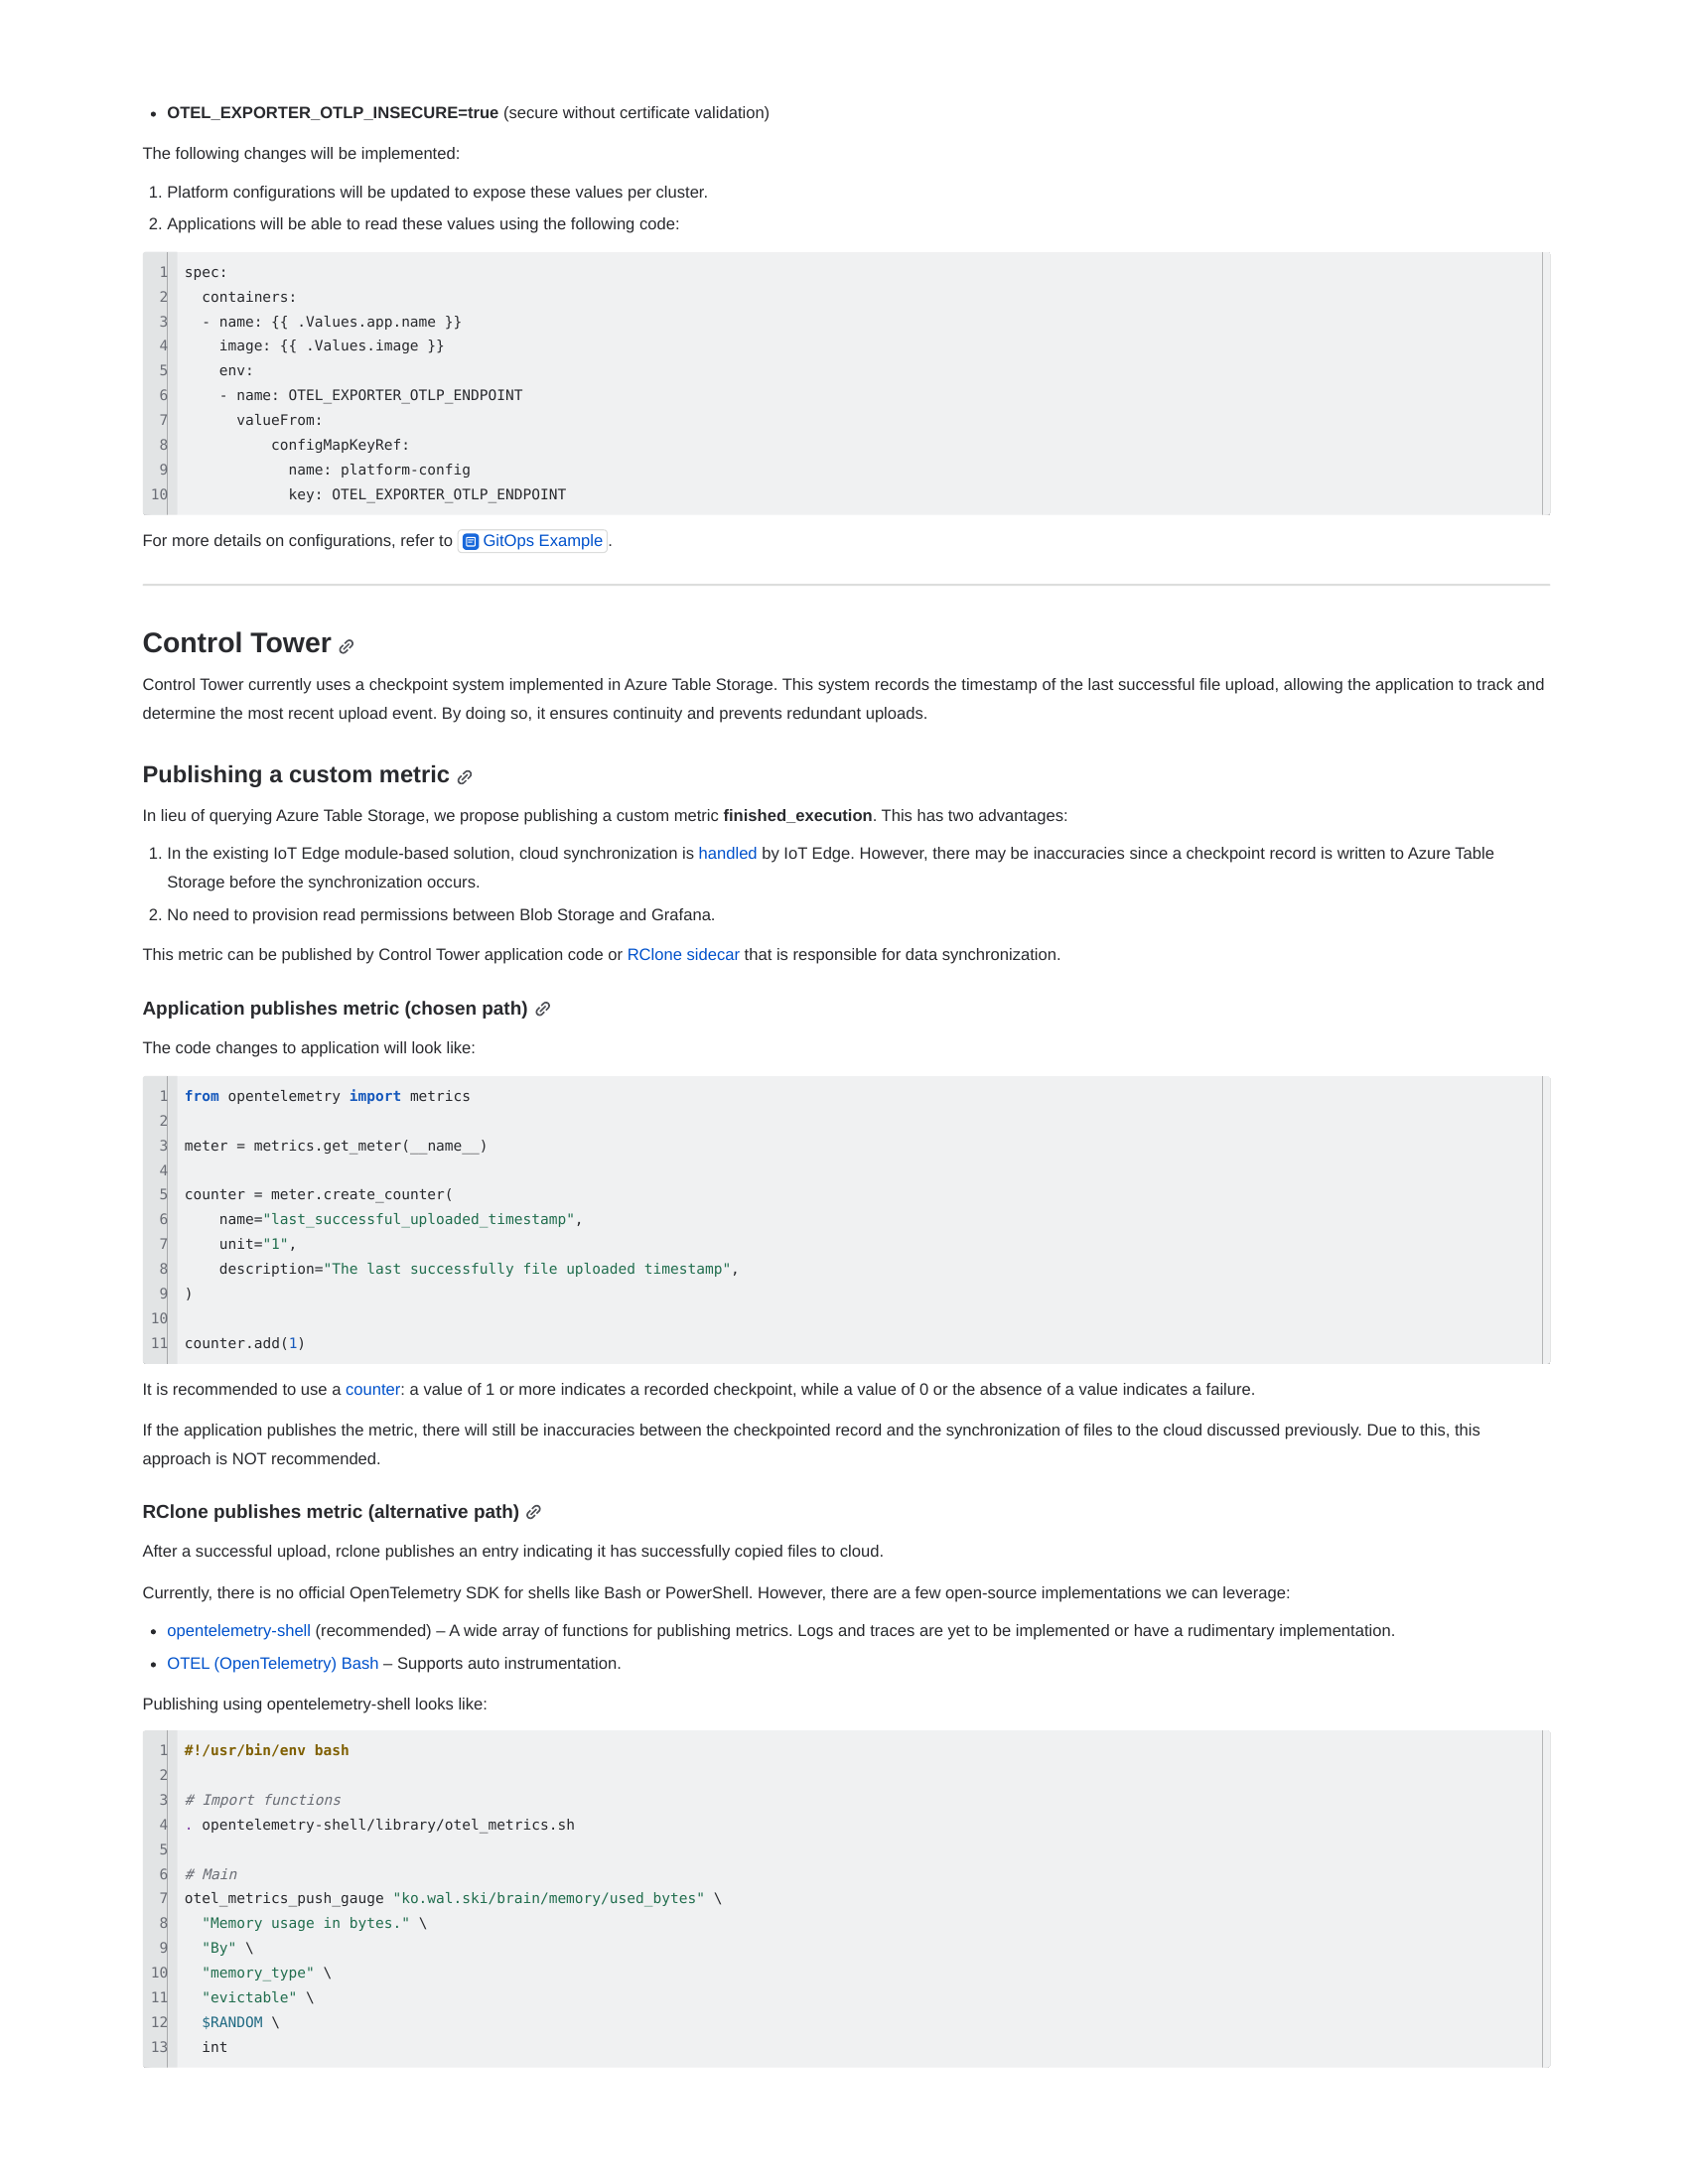 • OTEL_EXPORTER_OTLP_INSECURE=true (secure without certificate validation)
The following changes will be implemented:
1. Platform configurations will be updated to expose these values per cluster.
2. Applications will be able to read these values using the following code:
1 spec:
2   containers:
3   - name: {{ .Values.app.name }}
4     image: {{ .Values.image }}
5     env:
6     - name: OTEL_EXPORTER_OTLP_ENDPOINT
7       valueFrom:
8           configMapKeyRef:
9             name: platform-config
10             key: OTEL_EXPORTER_OTLP_ENDPOINT
For more details on configurations, refer to GitOps Example.
Control Tower
Control Tower currently uses a checkpoint system implemented in Azure Table Storage. This system records the timestamp of the last successful file upload, allowing the application to track and
determine the most recent upload event. By doing so, it ensures continuity and prevents redundant uploads.
Publishing a custom metric
In lieu of querying Azure Table Storage, we propose publishing a custom metric finished_execution. This has two advantages:
1. In the existing IoT Edge module-based solution, cloud synchronization is handled by IoT Edge. However, there may be inaccuracies since a checkpoint record is written to Azure Table
Storage before the synchronization occurs.
2. No need to provision read permissions between Blob Storage and Grafana.
This metric can be published by Control Tower application code or RClone sidecar that is responsible for data synchronization.
Application publishes metric (chosen path)
The code changes to application will look like:
1 from opentelemetry import metrics
2
3 meter = metrics.get_meter(__name__)
4
5 counter = meter.create_counter(
6     name="last_successful_uploaded_timestamp",
7     unit="1",
8     description="The last successfully file uploaded timestamp",
9 )
10
11 counter.add(1)
It is recommended to use a counter: a value of 1 or more indicates a recorded checkpoint, while a value of 0 or the absence of a value indicates a failure.
If the application publishes the metric, there will still be inaccuracies between the checkpointed record and the synchronization of files to the cloud discussed previously. Due to this, this
approach is NOT recommended.
RClone publishes metric (alternative path)
After a successful upload, rclone publishes an entry indicating it has successfully copied files to cloud.
Currently, there is no official OpenTelemetry SDK for shells like Bash or PowerShell. However, there are a few open-source implementations we can leverage:
• opentelemetry-shell (recommended) – A wide array of functions for publishing metrics. Logs and traces are yet to be implemented or have a rudimentary implementation.
• OTEL (OpenTelemetry) Bash – Supports auto instrumentation.
Publishing using opentelemetry-shell looks like:
1 #!/usr/bin/env bash
2
3 # Import functions
4 . opentelemetry-shell/library/otel_metrics.sh
5
6 # Main
7 otel_metrics_push_gauge "ko.wal.ski/brain/memory/used_bytes" \
8   "Memory usage in bytes." \
9   "By" \
10   "memory_type" \
11   "evictable" \
12   $RANDOM \
13   int